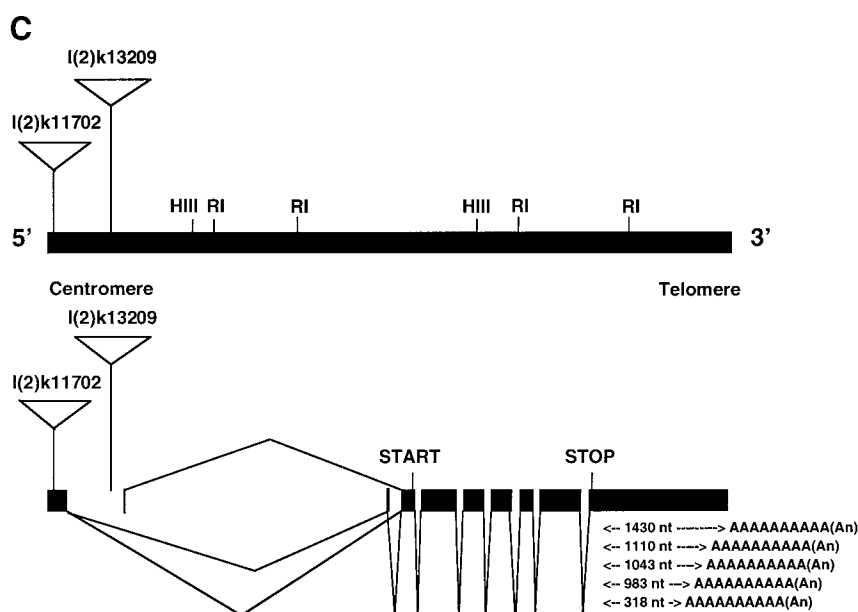 C
l(2)k13209
l(2)k11702
HIII RI RI HIII RI RI
5’ 3’
Centromere Telomere
l(2)k13209
l(2)k11702
START STOP
<-- 1430 nt --------> AAAAAAAAAA(An)
<-- 1110 nt -----> AAAAAAAAAA(An)
<-- 1043 nt ---> AAAAAAAAAA(An)
<-- 983 nt ---> AAAAAAAAAA(An)
<-- 318 nt -> AAAAAAAAAA(An)